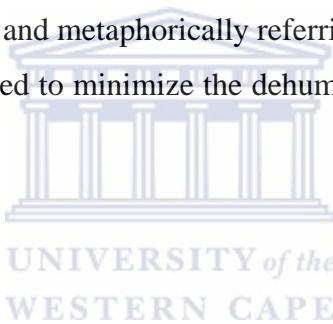 and metaphorically referri
ed to minimize the dehum
UNIVERSITY of the
WESTERN CAPE